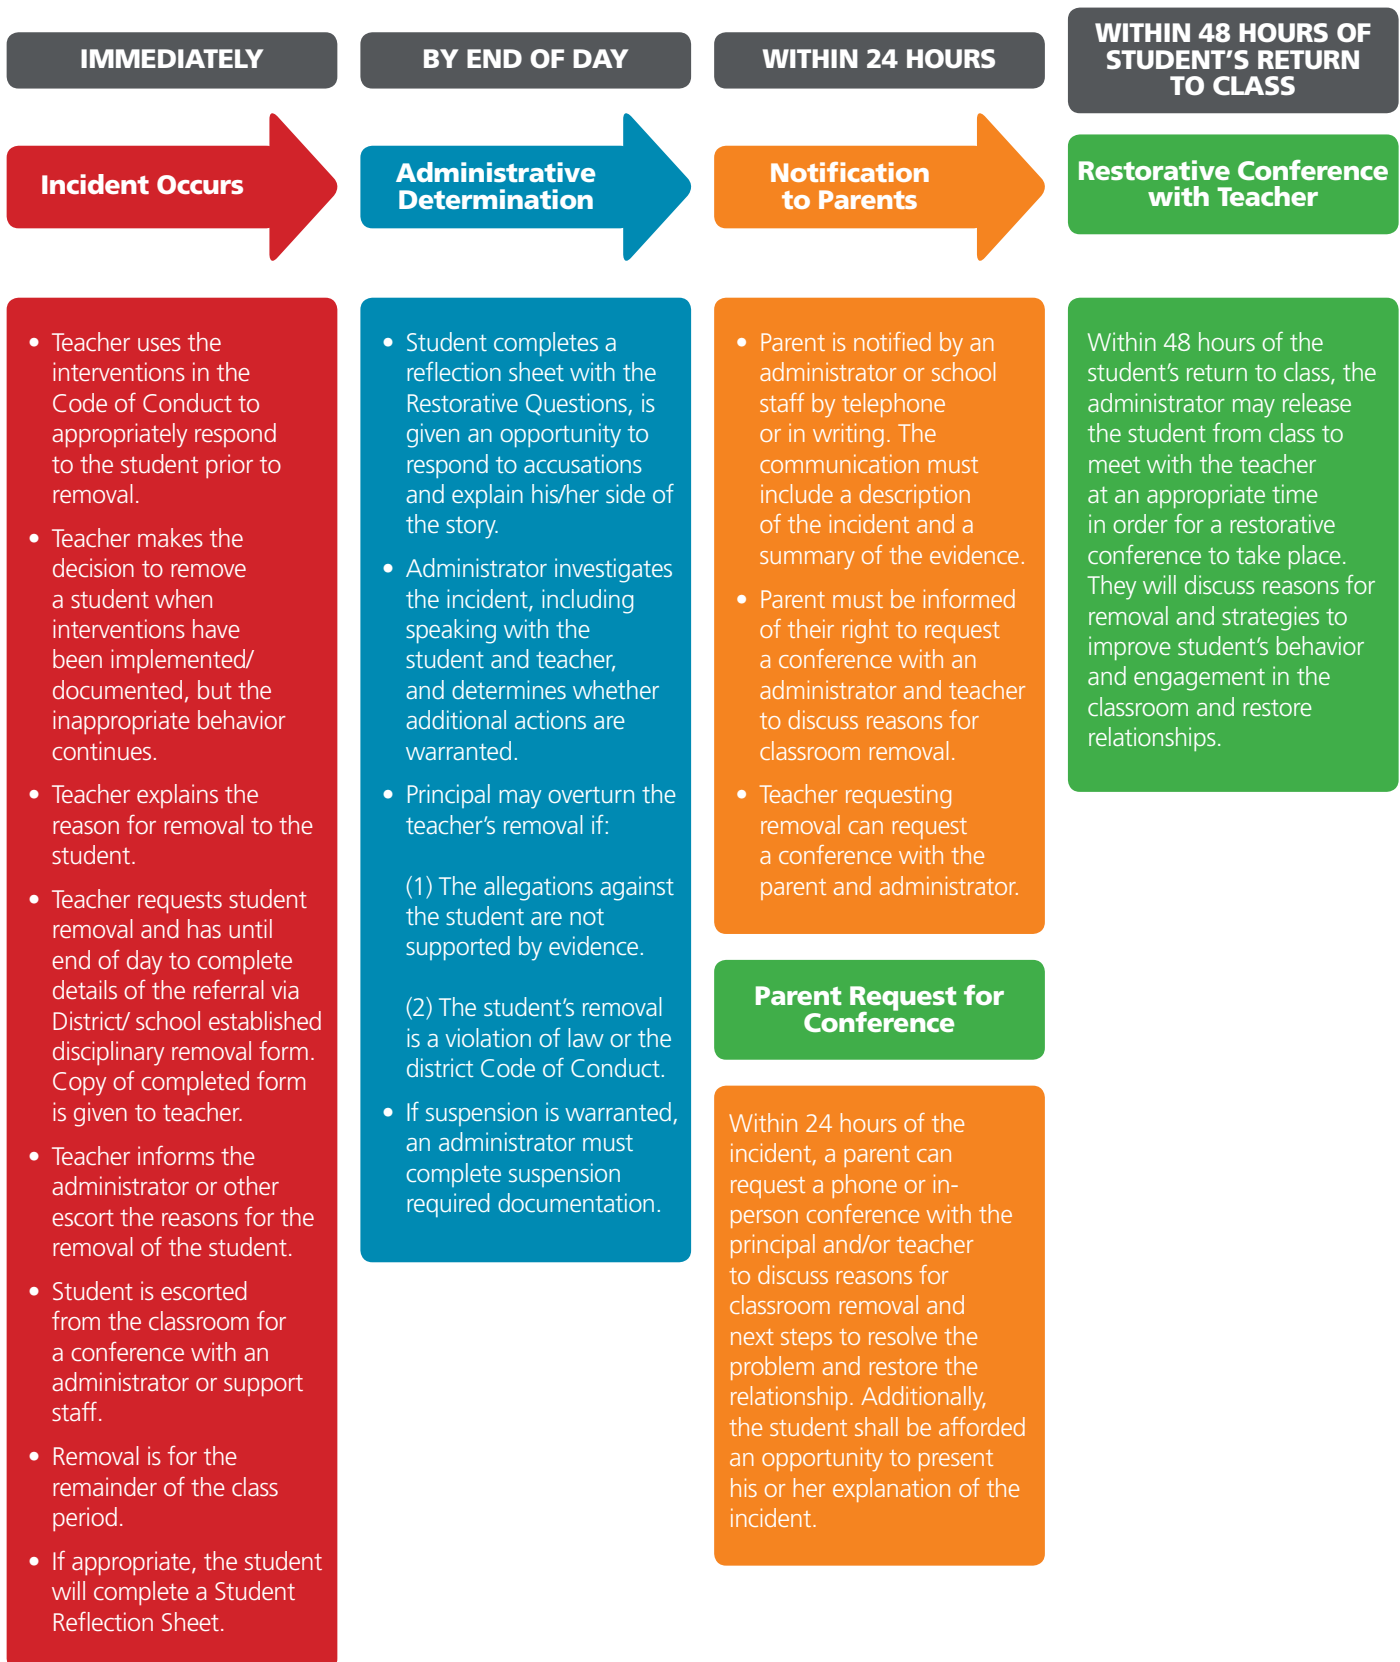 IMMEDIATELY
Incident Occurs
• Teacher uses the
interventions in the
Code of Conduct to
appropriately respond
to the student prior to
removal.
• Teacher makes the
decision to remove
a student when
interventions have
been implemented/
documented, but the
inappropriate behavior
continues.
• Teacher explains the
reason for removal to the
student.
• Teacher requests student
removal and has until
end of day to complete
details of the referral via
District/ school established
disciplinary removal form.
Copy of completed form
is given to teacher.
• Teacher informs the
administrator or other
escort the reasons for the
removal of the student.
• Student is escorted
from the classroom for
a conference with an
administrator or support
staff.
• Removal is for the
remainder of the class
period.
• If appropriate, the student
will complete a Student
Reflection Sheet.
BY END OF DAY
Administrative
Determination
• Student completes a
reflection sheet with the
Restorative Questions, is
given an opportunity to
respond to accusations
and explain his/her side of
the story.
• Administrator investigates
the incident, including
speaking with the
student and teacher,
and determines whether
additional actions are
warranted.
• Principal may overturn the
teacher's removal if:
(1) The allegations against
the student are not
supported by evidence.
(2) The student's removal
is a violation of law or the
district Code of Conduct.
• If suspension is warranted,
an administrator must
complete suspension
required documentation.
WITHIN 24 HOURS
Notification
to Parents
• Parent is notified by an
administrator or school
staff by telephone
or in writing. The
communication must
include a description
of the incident and a
summary of the evidence.
• Parent must be informed
of their right to request
a conference with an
administrator and teacher
to discuss reasons for
classroom removal.
• Teacher requesting
removal can request
a conference with the
parent and administrator.
Parent Request for
Conference
Within 24 hours of the
incident, a parent can
request a phone or in-
person conference with the
principal and/or teacher
to discuss reasons for
classroom removal and
next steps to resolve the
problem and restore the
relationship. Additionally,
the student shall be afforded
an opportunity to present
his or her explanation of the
incident.
WITHIN 48 HOURS OF
STUDENT'S RETURN
TO CLASS
Restorative Conference
with Teacher
Within 48 hours of the
student's return to class, the
administrator may release
the student from class to
meet with the teacher
at an appropriate time
in order for a restorative
conference to take place.
They will discuss reasons for
removal and strategies to
improve student's behavior
and engagement in the
classroom and restore
relationships.